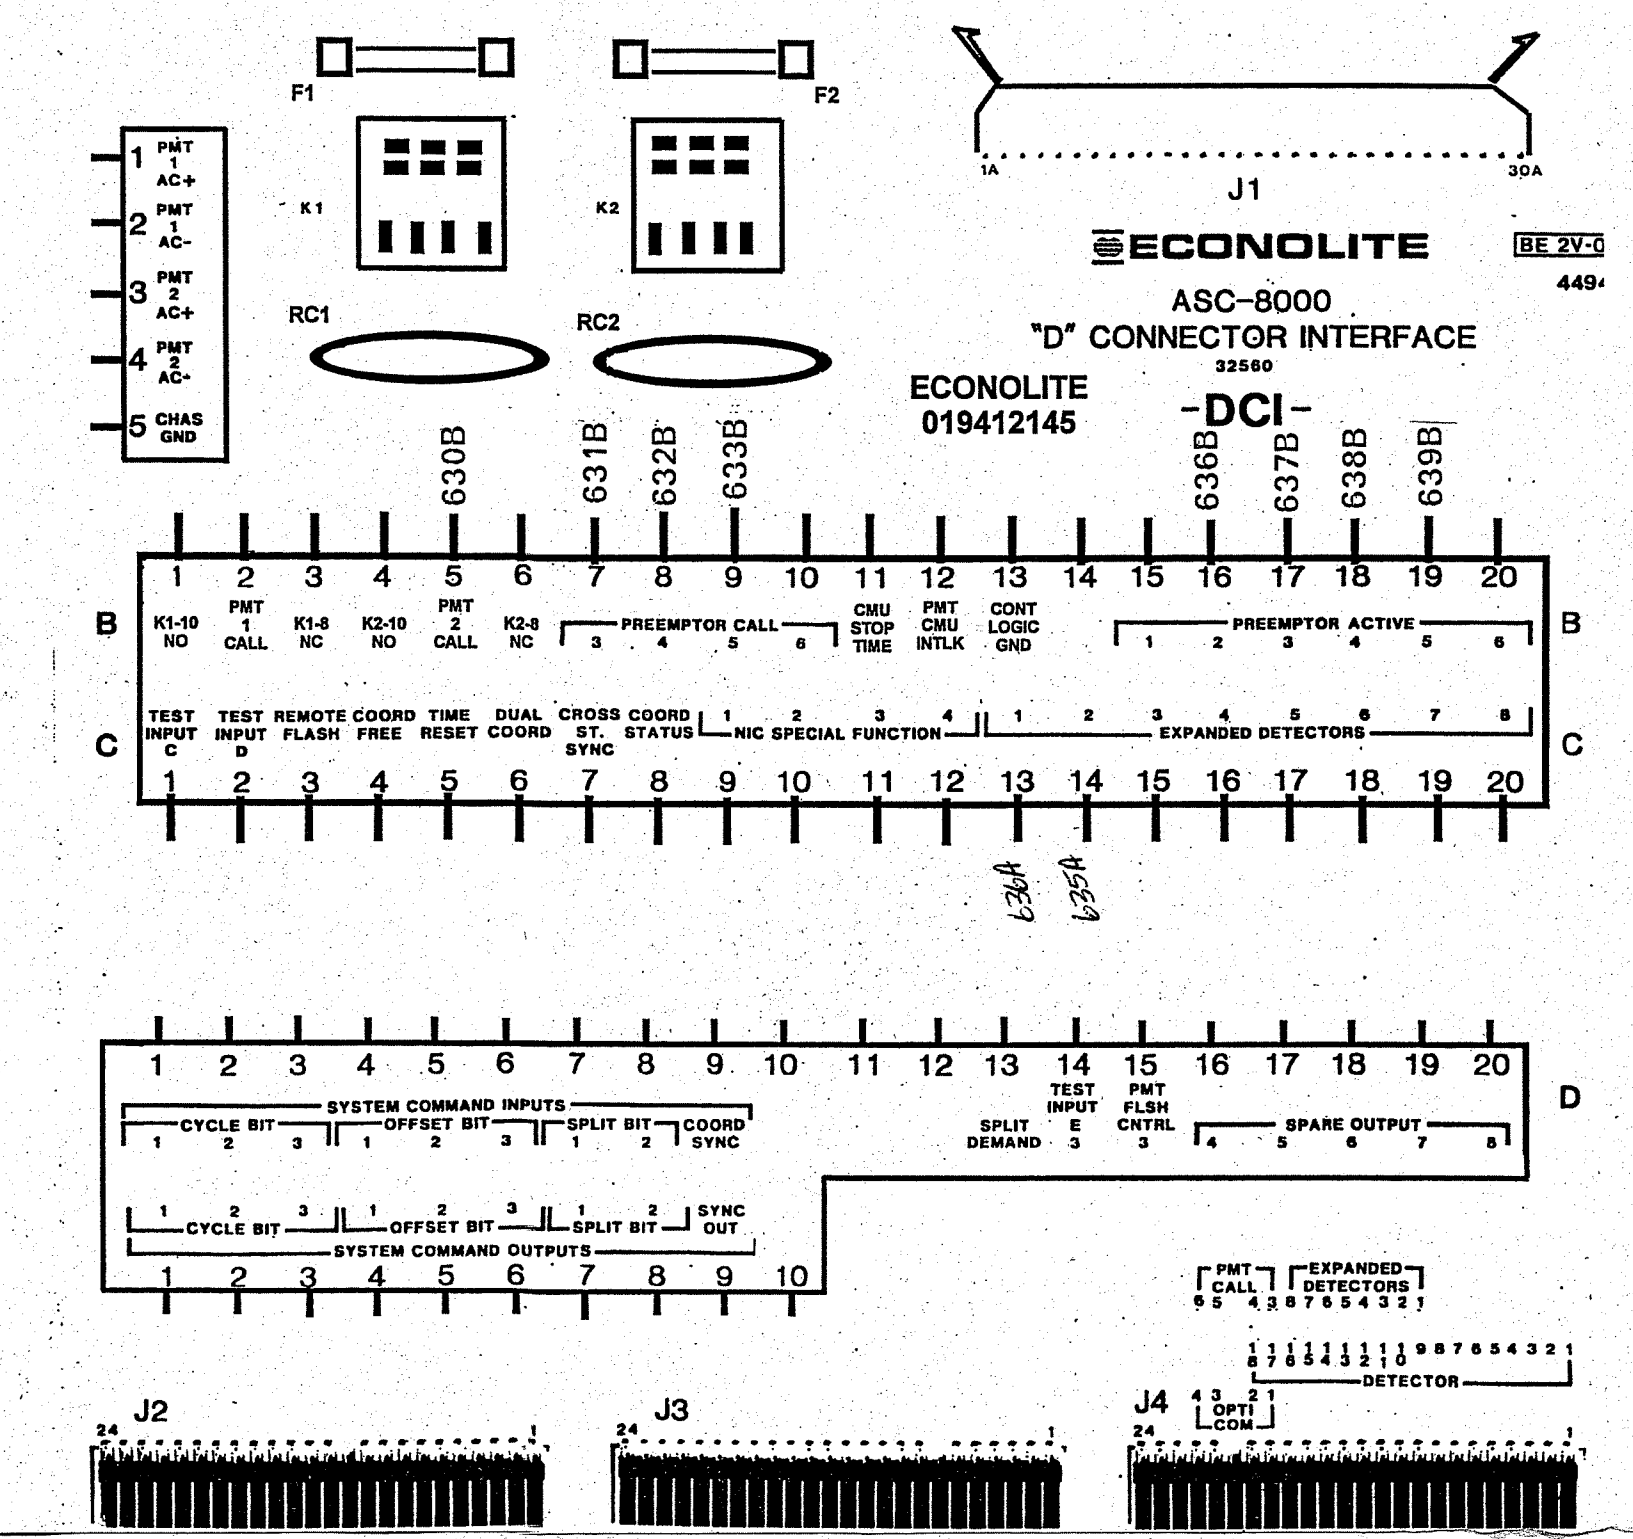 F1
F2
1 PMT 1 AC+
2 PMT 1 AC-
3 PMT 2 AC+
4 PMT 2 AC-
5 CHAS GND
K1
K2
RC1
RC2
1A
30A
J1
ECONOLITE
BE 2V-0
ASC-8000
"D" CONNECTOR INTERFACE
32560
-DCI-
ECONOLITE
019412145
630B 631B 632B 633B 636B 637B 638B 639B
1 2 3 4 5 6 7 8 9 10 11 12 13 14 15 16 17 18 19 20
B
K1-10 NO
PMT 1 CALL
K1-8 NC
K2-10 NO
PMT 2 CALL
K2-8 NC
PREEMPTOR CALL
3 4 5 6
CMU STOP TIME
PMT CMU INTLK
CONT LOGIC GND
PREEMPTOR ACTIVE
1 2 3 4 5 6
B
C
TEST INPUT C
TEST INPUT D
REMOTE FLASH
COORD FREE
TIME RESET
DUAL COORD
CROSS ST. SYNC
COORD STATUS
1 2 3 4
NIC SPECIAL FUNCTION
1 2 3 4 5 6 7 8
EXPANDED DETECTORS
C
1 2 3 4 5 6 7 8 9 10 11 12 13 14 15 16 17 18 19 20
636A 635A
1 2 3 4 5 6 7 8 9 10 11 12 13 14 15 16 17 18 19 20
D
SYSTEM COMMAND INPUTS
CYCLE BIT
1 2 3
OFFSET BIT
1 2 3
SPLIT BIT
1 2
COORD SYNC
SPLIT DEMAND
TEST INPUT E 3
PMT FLSH CNTRL 3
SPARE OUTPUT
4 5 6 7 8
1 2 3
CYCLE BIT
1 2 3
OFFSET BIT
1 2
SPLIT BIT
SYNC OUT
SYSTEM COMMAND OUTPUTS
1 2 3 4 5 6 7 8 9 10
PMT CALL
6 5 4 3
EXPANDED DETECTORS
8 7 6 5 4 3 2 1
18 17 16 15 14 13 12 11 10 9 8 7 6 5 4 3 2 1
DETECTOR
4 3 2 1
OPTI COM
J2
24 1
J3
24 1
J4
24 1